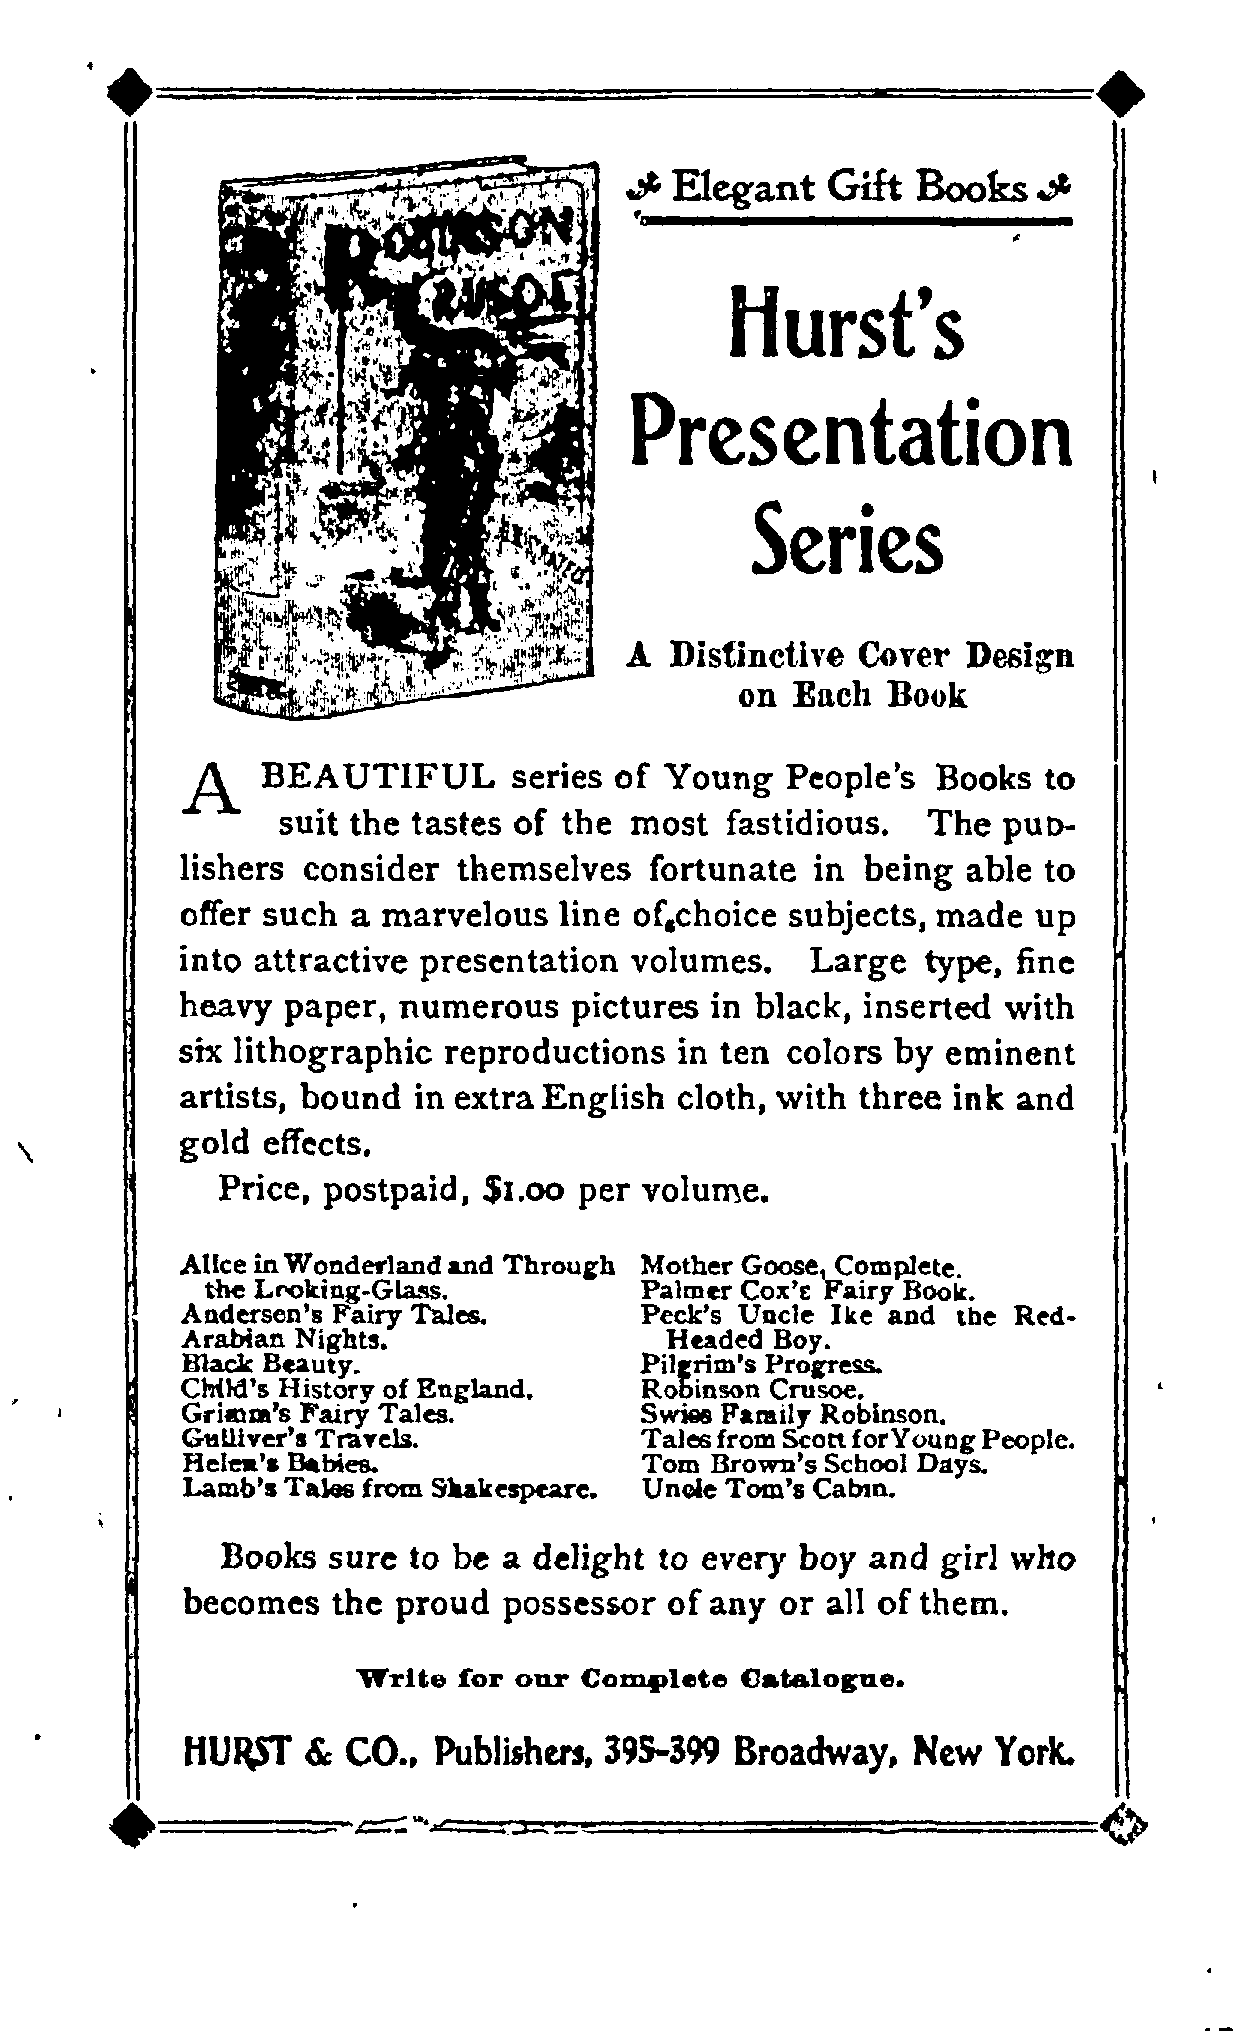 Elegant Gift Books
ROBINSON
CRUSOE
Hurst's
Presentation
Series
A Distinctive Cover Design
on Each Book
A BEAUTIFUL series of Young People's Books to
suit the tastes of the most fastidious. The pub-
lishers consider themselves fortunate in being able to
offer such a marvelous line of choice subjects, made up
into attractive presentation volumes. Large type, fine
heavy paper, numerous pictures in black, inserted with
six lithographic reproductions in ten colors by eminent
artists, bound in extra English cloth, with three ink and
gold effects.
Price, postpaid, $1.00 per volume.
Alice in Wonderland and Through
the Looking-Glass.
Andersen's Fairy Tales.
Arabian Nights.
Black Beauty.
Child's History of England.
Grimm's Fairy Tales.
Gulliver's Travels.
Helen's Babies.
Lamb's Tales from Shakespeare.
Mother Goose, Complete.
Palmer Cox's Fairy Book.
Peck's Uncle Ike and the Red-
Headed Boy.
Pilgrim's Progress.
Robinson Crusoe.
Swiss Family Robinson.
Tales from Scott for Young People.
Tom Brown's School Days.
Uncle Tom's Cabin.
Books sure to be a delight to every boy and girl who
becomes the proud possessor of any or all of them.
Write for our Complete Catalogue.
HURST & CO., Publishers, 395-399 Broadway, New York.